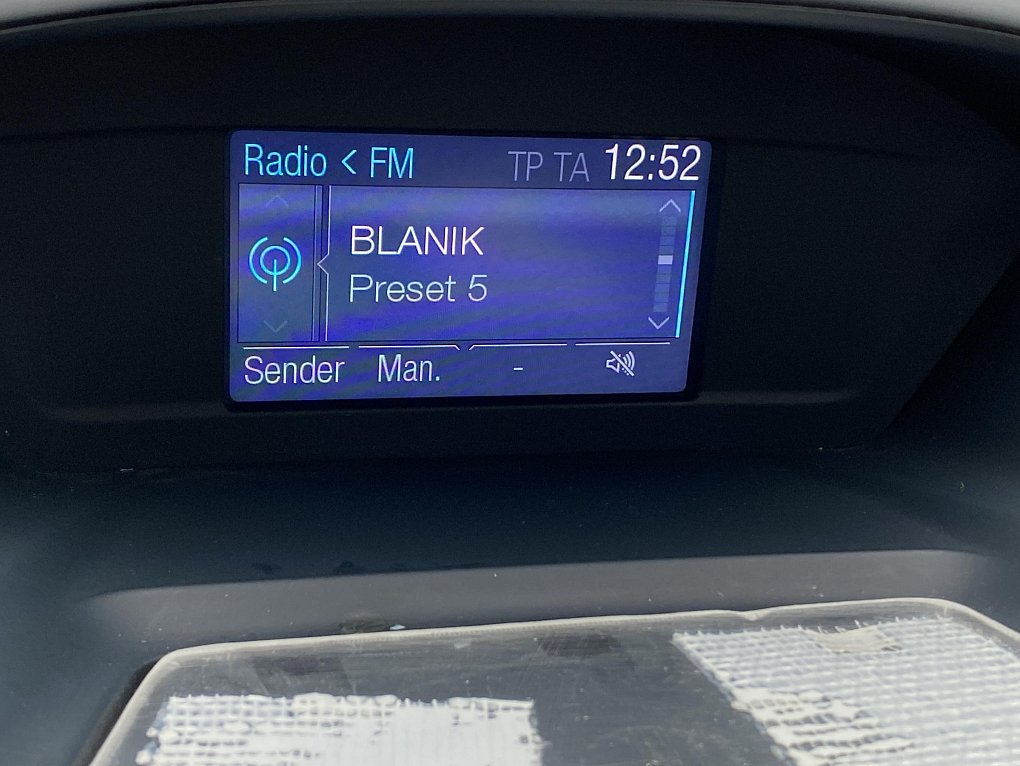 Radio < FM TP TA 12:52
BLANIK
Preset 5
Sender Man. -